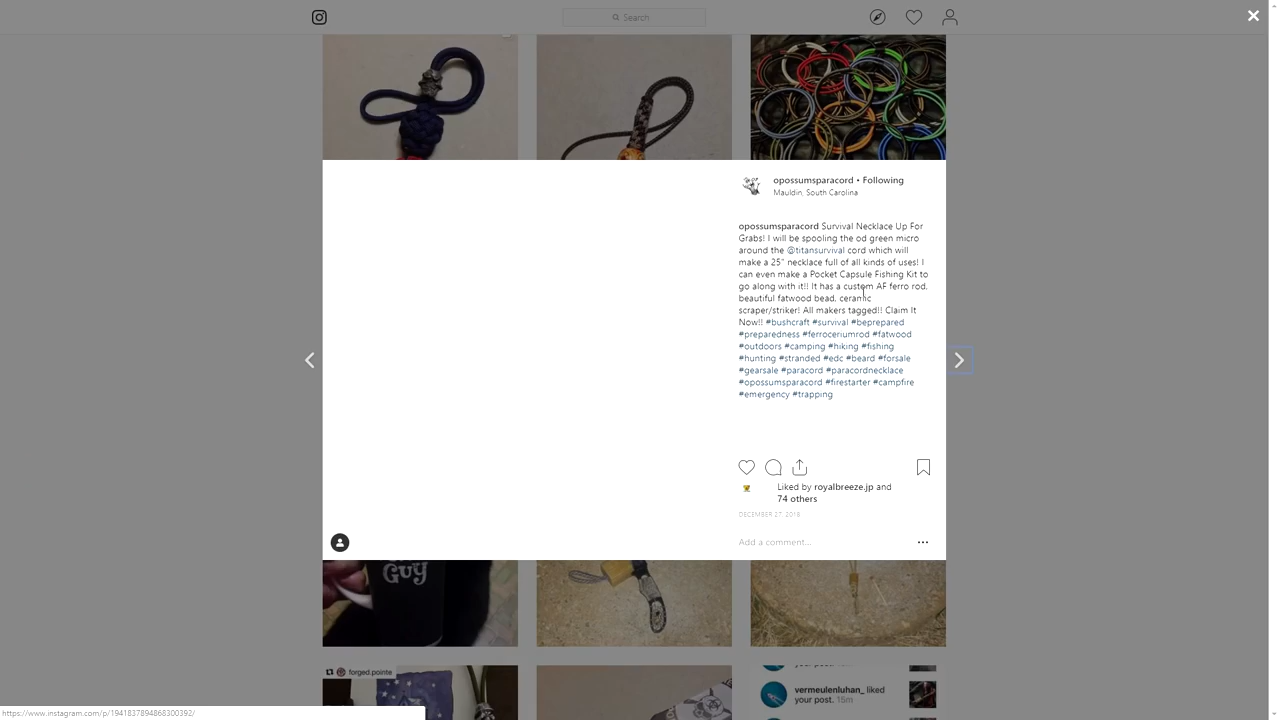 Search
opossumsparacord • Following
Mauldin, South Carolina
opossumsparacord Survival Necklace Up For
Grabs! I will be spooling the od green micro
around the @titansurvival cord which will
make a 25" necklace full of all kinds of uses! I
can even make a Pocket Capsule Fishing Kit to
go along with it!! It has a custom AF ferro rod,
beautiful fatwood bead, ceramic
scraper/striker! All makers tagged!! Claim It
Now!! #bushcraft #survival #beprepared
#preparedness #ferroceriumrod #fatwood
#outdoors #camping #hiking #fishing
#hunting #stranded #edc #beard #forsale
#gearsale #paracord #paracordnecklace
#opossumsparacord #firestarter #campfire
#emergency #trapping
Liked by royalbreeze.jp and
74 others
DECEMBER 27, 2018
Add a comment...
GUY
forged.pointe
your post. 15m
vermeulenluhan_ liked
your post. 15m
https://www.instagram.com/p/1941837894868300392/